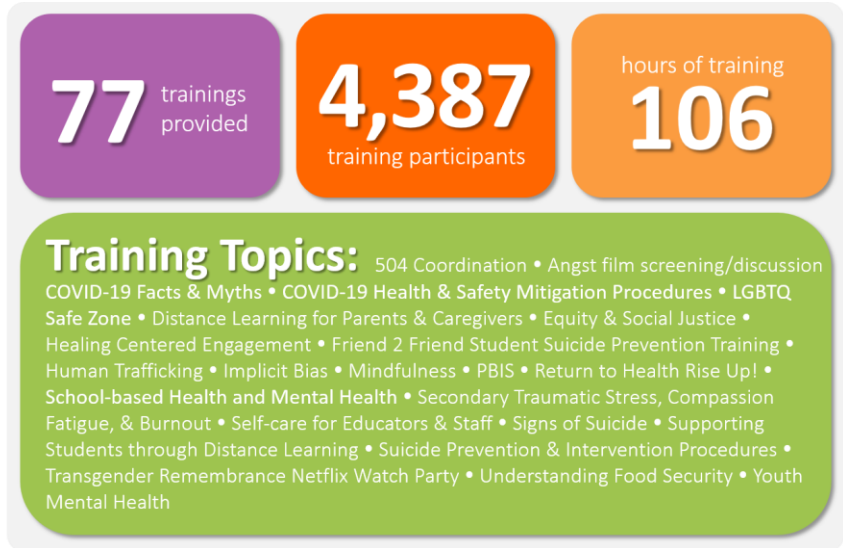 77 trainings
provided
4,387
training participants
hours of training
106
Training Topics: 504 Coordination • Angst film screening/discussion
COVID-19 Facts & Myths • COVID-19 Health & Safety Mitigation Procedures • LGBTQ
Safe Zone • Distance Learning for Parents & Caregivers • Equity & Social Justice •
Healing Centered Engagement • Friend 2 Friend Student Suicide Prevention Training •
Human Trafficking • Implicit Bias • Mindfulness • PBIS • Return to Health Rise Up! •
School-based Health and Mental Health • Secondary Traumatic Stress, Compassion
Fatigue, & Burnout • Self-care for Educators & Staff • Signs of Suicide • Supporting
Students through Distance Learning • Suicide Prevention & Intervention Procedures •
Transgender Remembrance Netflix Watch Party • Understanding Food Security • Youth
Mental Health